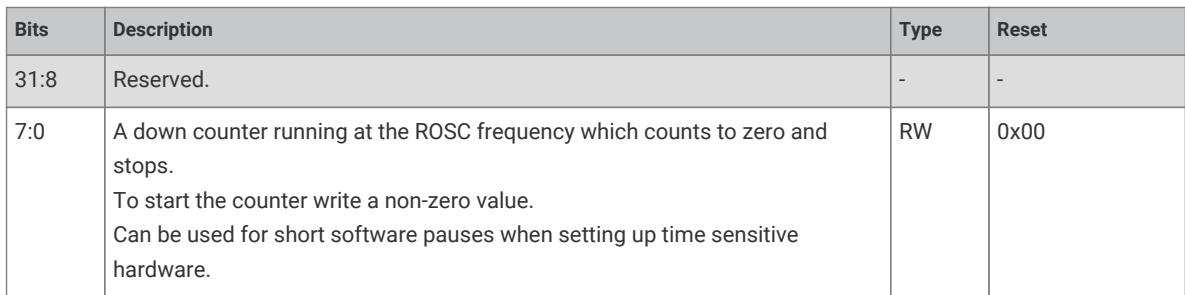 Bits Description Type Reset
31:8 Reserved. - -
7:0 A down counter running at the ROSC frequency which counts to zero and RW 0x00
stops.
To start the counter write a non-zero value.
Can be used for short software pauses when setting up time sensitive
hardware.